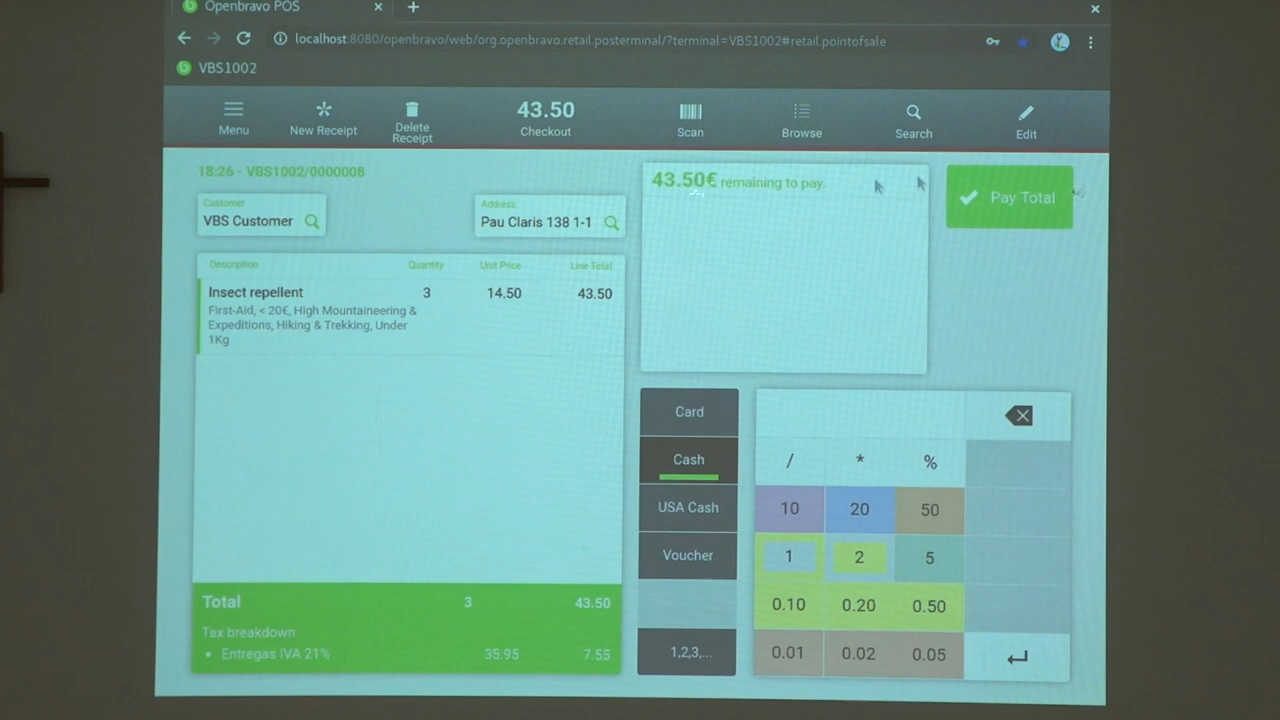 Openbravo POS
localhost:8080/openbravo/web/org.openbravo.retail.posterminal/?terminal=VBS1002#retail.pointofsale
VBS1002
Menu
New Receipt
Delete
Receipt
43.50
Checkout
Scan
Browse
Search
Edit
18:26 - VBS1002/0000008
Customer
VBS Customer
Address
Pau Claris 138 1-1
Description Quantity Unit Price Line Total
Insect repellent 3 14.50 43.50
First-Aid, < 20€, High Mountaineering &
Expeditions, Hiking & Trekking, Under
1Kg
Total 3 43.50
Tax breakdown
• Entregas IVA 21% 35.95 7.55
43.50€ remaining to pay.
Pay Total
Card
Cash
USA Cash
Voucher
1,2,3,...
/ * %
10 20 50
1 2 5
0.10 0.20 0.50
0.01 0.02 0.05